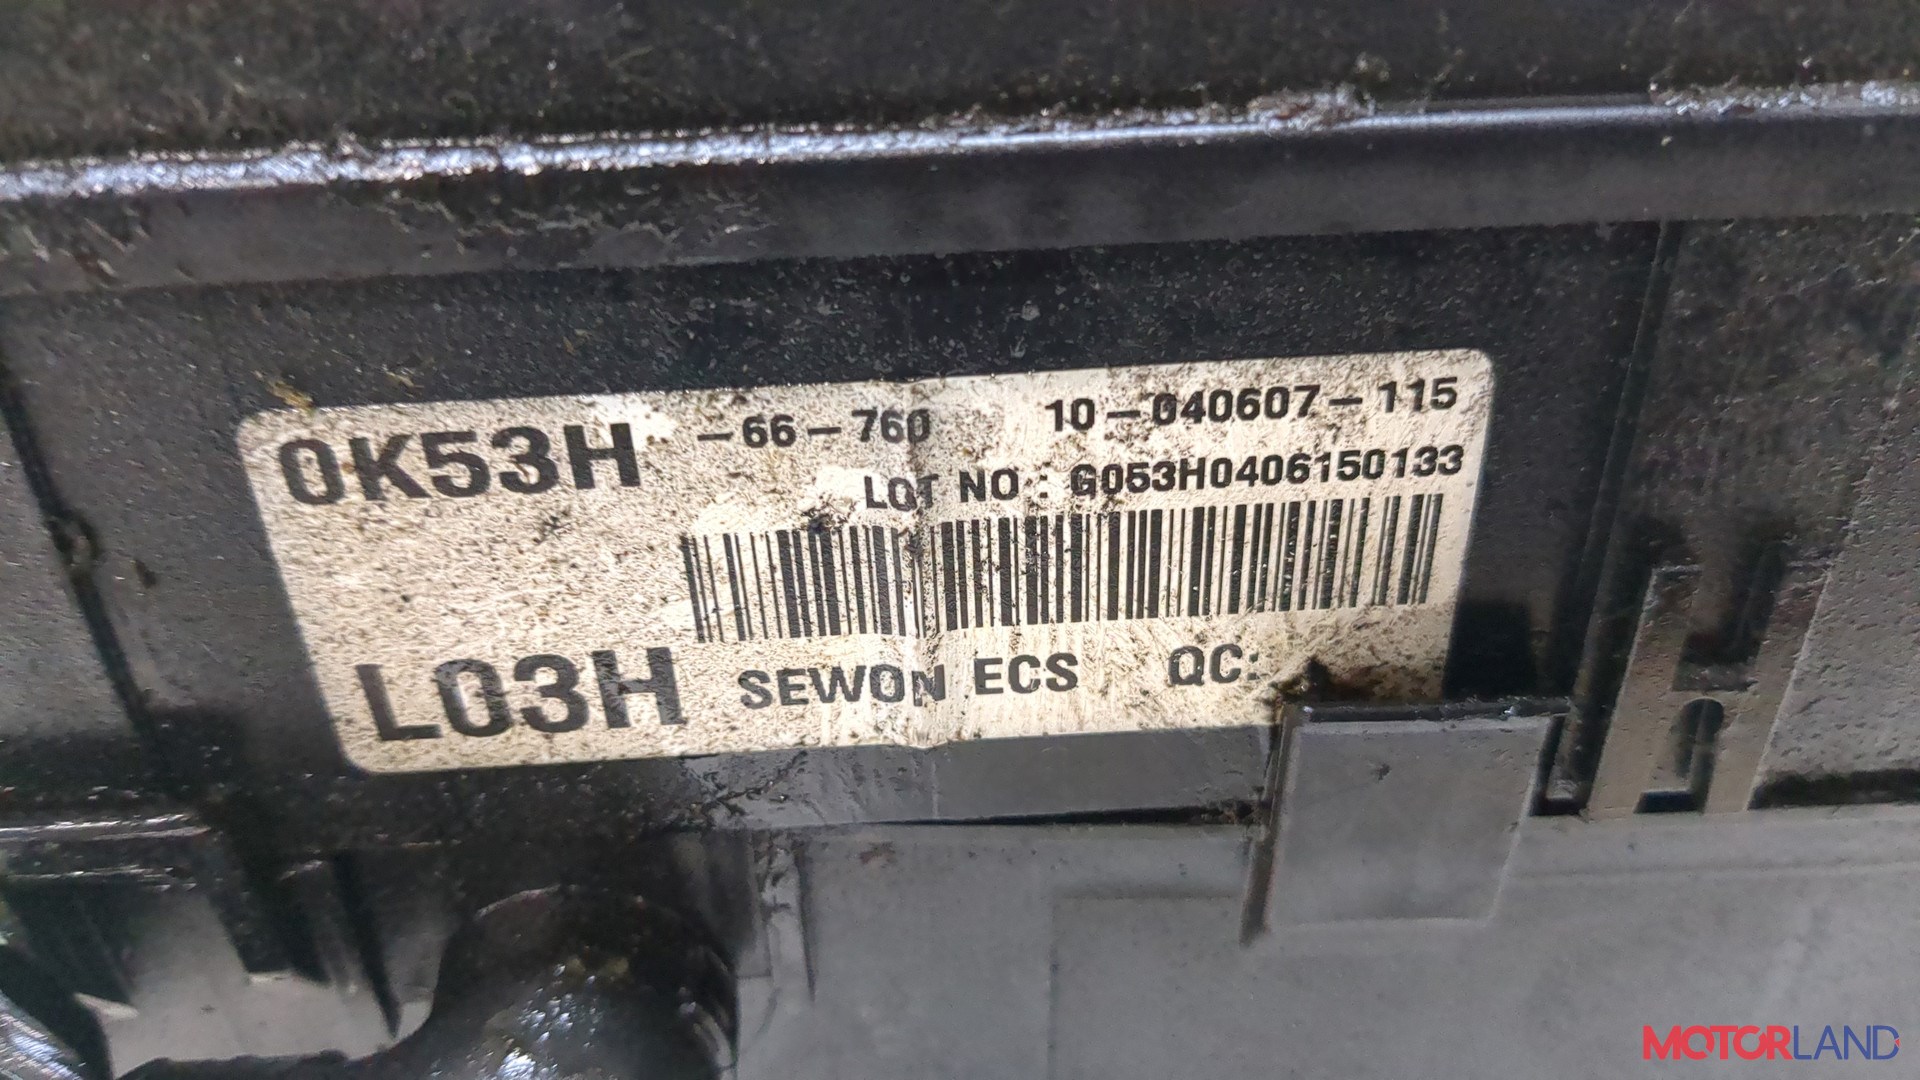 0K53H -66-760 10-040607-115
LOT NO : G053H0406150133
L03H SEWON ECS QC:
MOTORLAND